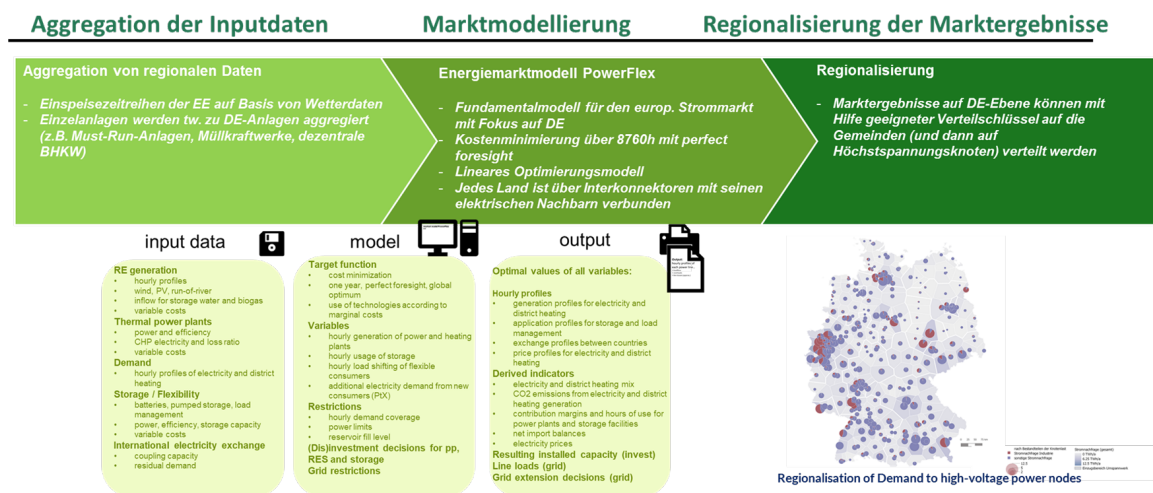 Aggregation der Inputdaten
Marktmodellierung
Regionalisierung der Marktergebnisse
Aggregation von regionalen Daten
- Einspeisezeitreihen der EE auf Basis von Wetterdaten
- Einzelanlagen werden tw. zu DE-Anlagen aggregiert
(z.B. Must-Run-Anlagen, Müllkraftwerke, dezentrale
BHKW)
Energiemarktmodell PowerFlex
- Fundamentalmodell für den europ. Strommarkt
mit Fokus auf DE
- Kostenminimierung über 8760h mit perfect
foresight
- Lineares Optimierungsmodell
- Jedes Land ist über Interkonnektoren mit seinen
elektrischen Nachbarn verbunden
Regionalisierung
- Marktergebnisse auf DE-Ebene können mit
Hilfe geeigneter Verteilschlüssel auf die
Gemeinden (und dann auf
Höchstspannungsknoten) verteilt werden
input data
RE generation
• hourly profiles
• wind, PV, run-of-river
• inflow for storage water and biogas
• variable costs
Thermal power plants
• power and efficiency
• CHP electricity and loss ratio
• variable costs
Demand
• hourly profiles of electricity and district
heating
Storage / Flexibility
• batteries, pumped storage, load
management
• power, efficiency, storage capacity
• variable costs
International electricity exchange
• coupling capacity
• residual demand
model
Target function
• cost minimization
• one year, perfect foresight, global
optimum
• use of technologies according to
marginal costs
Variables
• hourly generation of power and heating
plants
• hourly usage of storage
• hourly load shifting of flexible
consumers
• additional electricity demand from new
consumers (PtX)
Restrictions
• hourly demand coverage
• power limits
• reservoir fill level
(Dis)investment decisions for pp,
RES and storage
Grid restrictions
output
Output:
Optimal values of all variables:
Hourly profiles
• generation profiles for electricity and
district heating
• application profiles for storage and load
management
• exchange profiles between countries
• price profiles for electricity and district
heating
Derived indicators
• electricity and district heating mix
• CO2 emissions from electricity and district
heating generation
• contribution margins and hours of use for
power plants and storage facilities
• net import balances
• electricity prices
Resulting installed capacity (invest)
Line loads (grid)
Grid extension decisions (grid)
Regionalisation of Demand to high-voltage power nodes